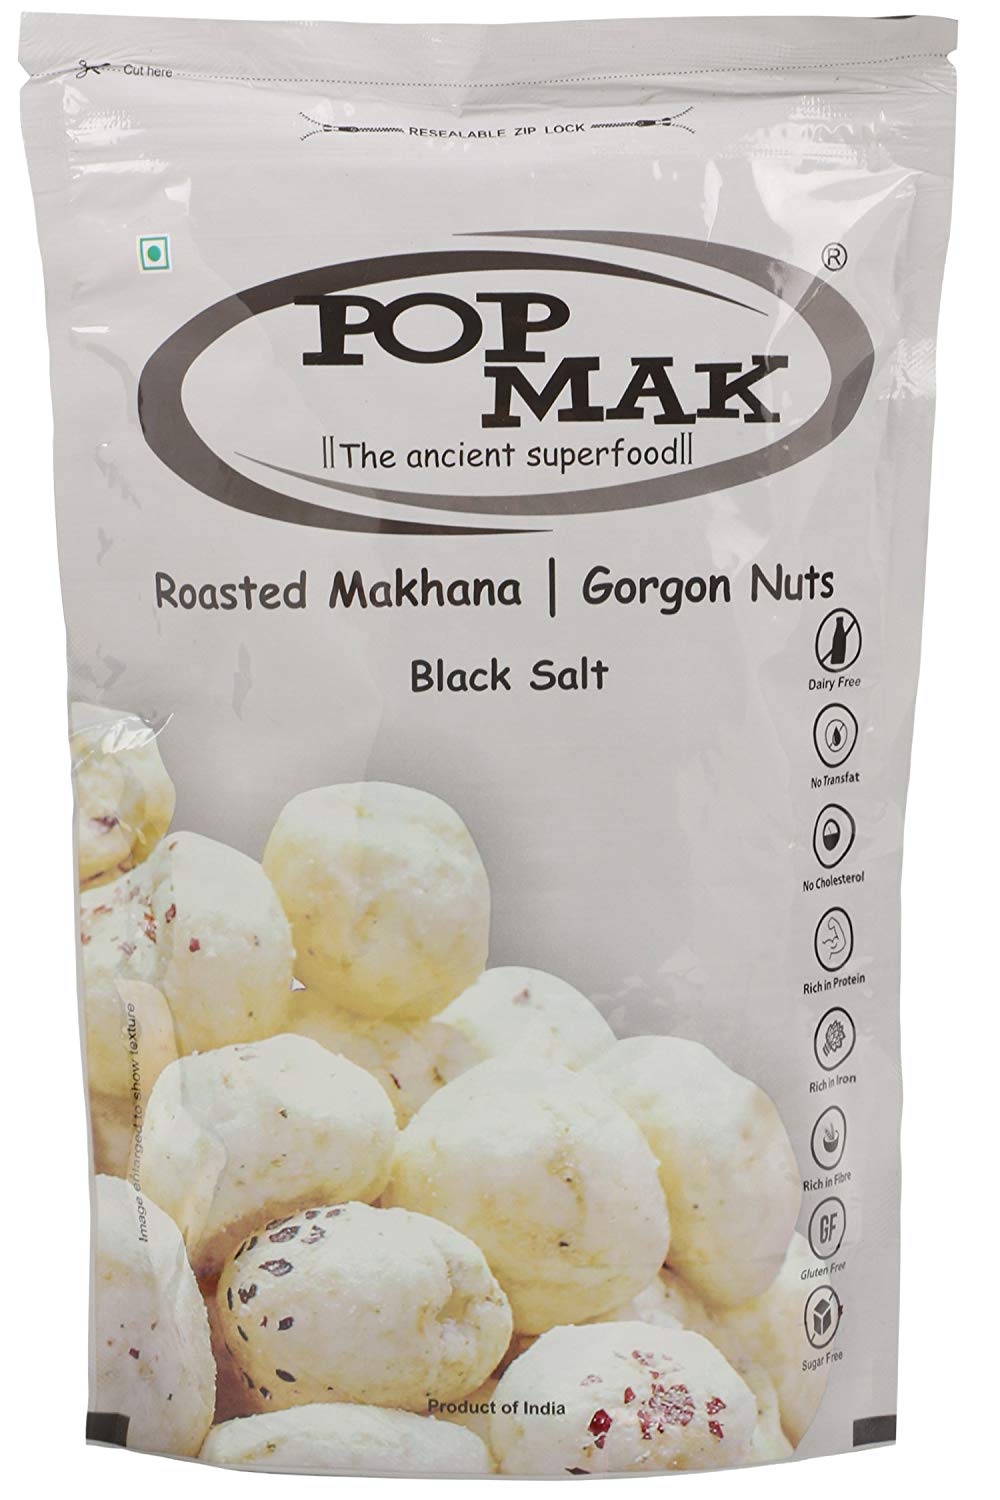 Cut here
RESEALABLE ZIP LOCK
®
POP
MAK
||The ancient superfood||
Roasted Makhana | Gorgon Nuts
Black Salt
Dairy Free
No Transfat
No Cholesterol
Rich in Protein
Rich in Iron
Rich in Fibre
GF
Gluten Free
Sugar Free
Image enlarged to show texture
Product of India